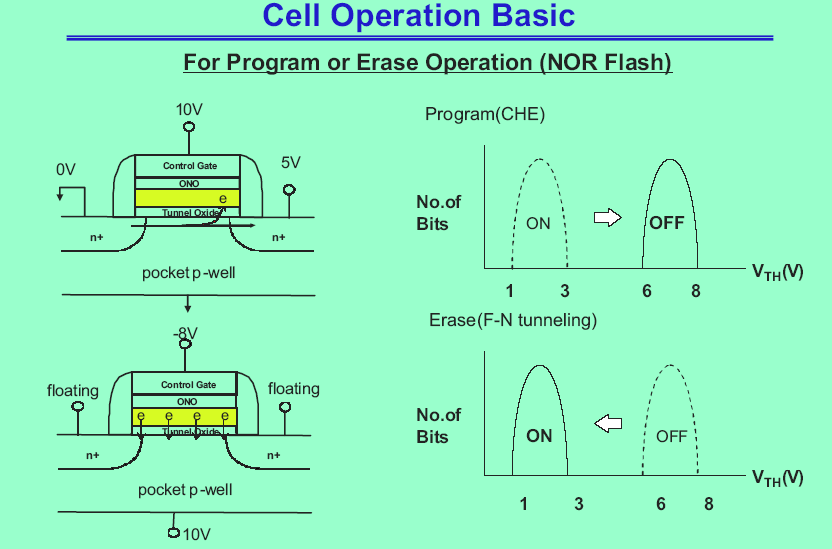 Cell Operation Basic
For Program or Erase Operation (NOR Flash)
10V
0V
5V
Control Gate
ONO
e
Tunnel Oxide
n+
n+
pocket p-well
Program(CHE)
No.of
Bits
ON
OFF
VTH(V)
1 3 6 8
-8V
floating
floating
Control Gate
ONO
e e e e
Tunnel Oxide
n+
n+
pocket p-well
10V
Erase(F-N tunneling)
No.of
Bits
ON
OFF
VTH(V)
1 3 6 8